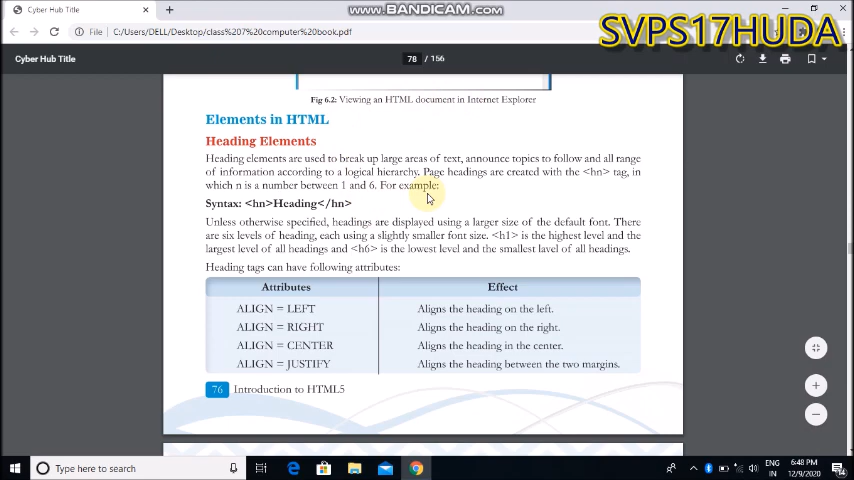 Cyber Hub Title
www.BANDICAM.com
SVPS17HUDA
File C:/Users/DELL/Desktop/class%207%20computer%20book.pdf
Cyber Hub Title
78 / 156
Fig 6.2: Viewing an HTML document in Internet Explorer
Elements in HTML
Heading Elements
Heading elements are used to break up large areas of text, announce topics to follow and all range
of information according to a logical hierarchy. Page headings are created with the <hn> tag, in
which n is a number between 1 and 6. For example:
Syntax: <hn>Heading</hn>
Unless otherwise specified, headings are displayed using a larger size of the default font. There
are six levels of heading, each using a slightly smaller font size. <h1> is the highest level and the
largest level of all headings and <h6> is the lowest level and the smallest lavel of all headings.
Heading tags can have following attributes:
Attributes Effect
ALIGN = LEFT Aligns the heading on the left.
ALIGN = RIGHT Aligns the heading on the right.
ALIGN = CENTER Aligns the heading in the center.
ALIGN = JUSTIFY Aligns the heading between the two margins.
76 Introduction to HTML5
Type here to search
ENG 6:48 PM
IN 12/9/2020